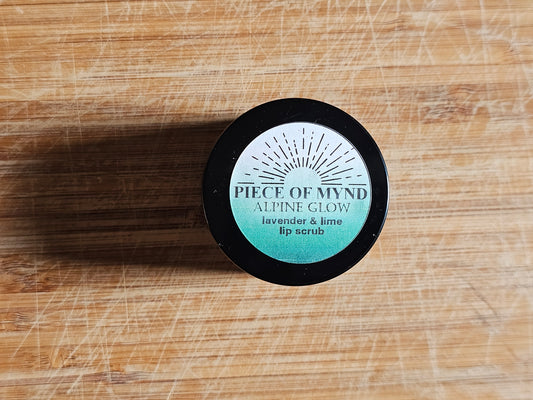 PIECE OF MYND
ALPINE GLOW
lavender & lime
lip scrub